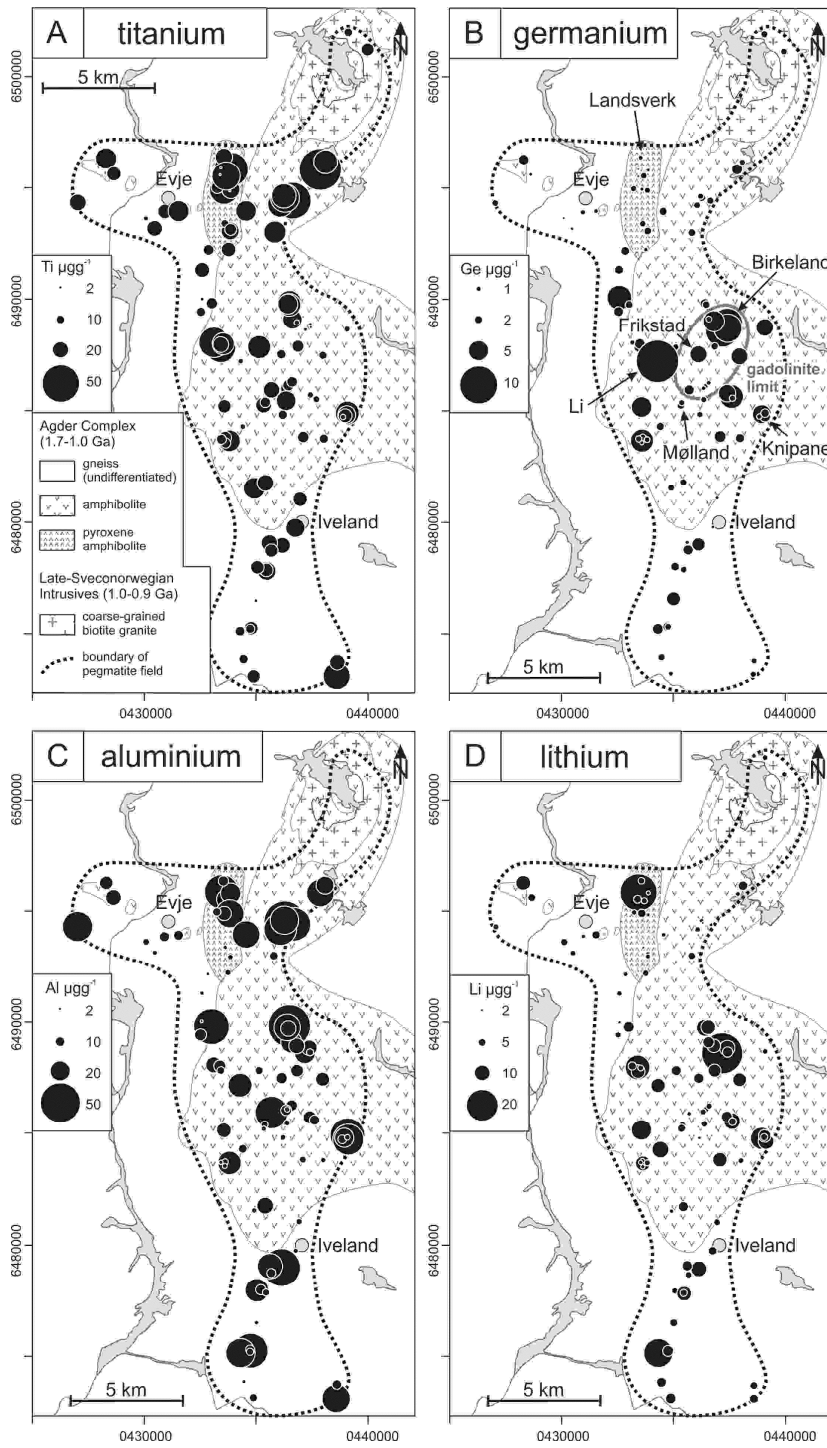 A titanium
N
5 km
Evje
Ti µgg⁻¹
2
10
20
50
Agder Complex
(1.7-1.0 Ga)
gneiss
(undifferentiated)
amphibolite
pyroxene
amphibolite
Late-Sveconorwegian
Intrusives (1.0-0.9 Ga)
coarse-grained
biotite granite
boundary of
pegmatite field
Iveland
6500000
6490000
6480000
0430000
0440000
B germanium
N
Landsverk
Evje
Ge µgg⁻¹
1
2
5
10
Birkeland
Frikstad
gadolinite
limit
Li
Mølland
Knipane
Iveland
5 km
0430000
0440000
C aluminium
N
Evje
Al µgg⁻¹
2
10
20
50
Iveland
5 km
6500000
6490000
6480000
0430000
0440000
D lithium
N
Evje
Li µgg⁻¹
2
5
10
20
Iveland
5 km
0430000
0440000